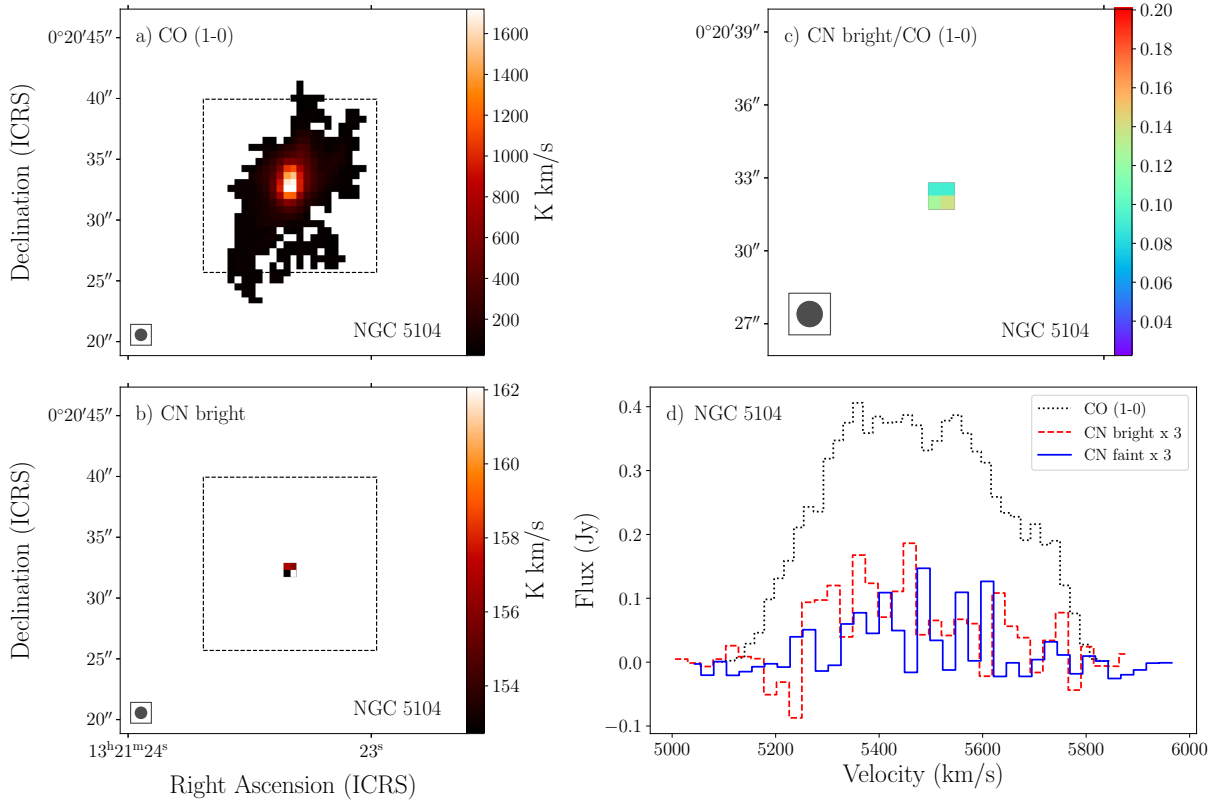 a) CO (1-0)
0°20′45″
40″
35″
30″
25″
20″
Declination (ICRS)
NGC 5104
1600
1400
1200
1000
800
600
400
200
K km/s
c) CN bright/CO (1-0)
0°20′39″
36″
33″
30″
27″
NGC 5104
0.20
0.18
0.16
0.14
0.12
0.10
0.08
0.06
0.04
b) CN bright
0°20′45″
40″
35″
30″
25″
20″
Declination (ICRS)
NGC 5104
13ʰ21ᵐ24ˢ
23ˢ
Right Ascension (ICRS)
162
160
158
156
154
K km/s
d) NGC 5104
CO (1-0)
CN bright x 3
CN faint x 3
0.4
0.3
0.2
0.1
0.0
−0.1
Flux (Jy)
5000
5200
5400
5600
5800
6000
Velocity (km/s)